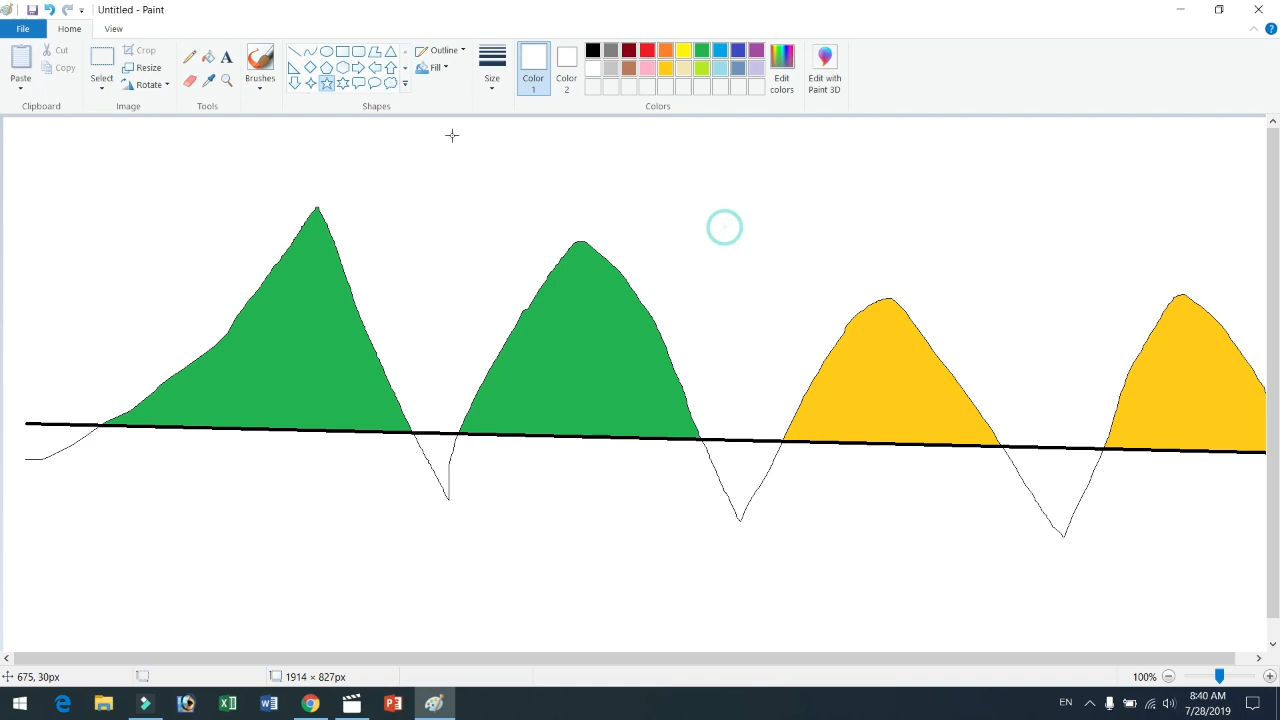 Untitled - Paint
File Home View
Paste
Cut
Copy
Clipboard
Select
Crop
Resize
Rotate
Image
A
Tools
Brushes
Outline
Fill
Shapes
Size
Color 1
Color 2
Edit colors
Colors
Edit with Paint 3D
675, 30px
1914 × 827px
100%
EN
8:40 AM
7/28/2019